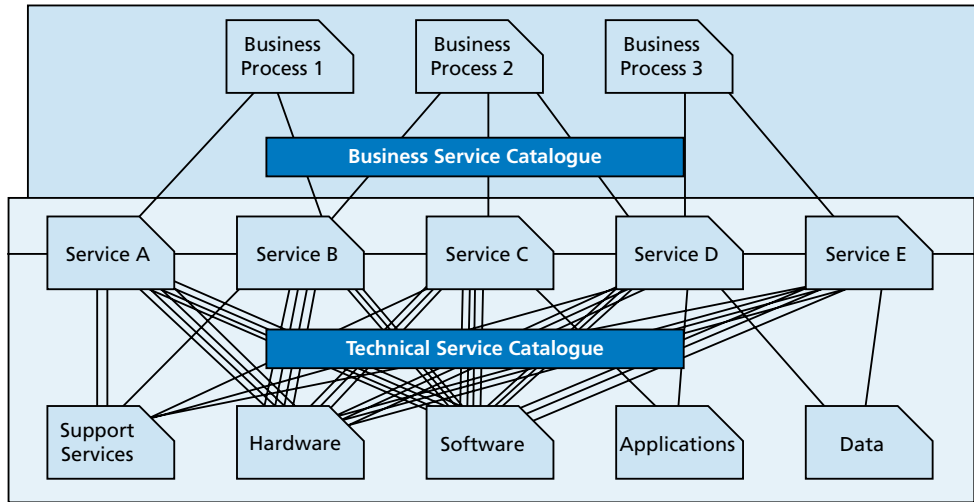 Business
Process 1
Business
Process 2
Business
Process 3
Business Service Catalogue
Service A
Service B
Service C
Service D
Service E
Technical Service Catalogue
Support
Services
Hardware
Software
Applications
Data